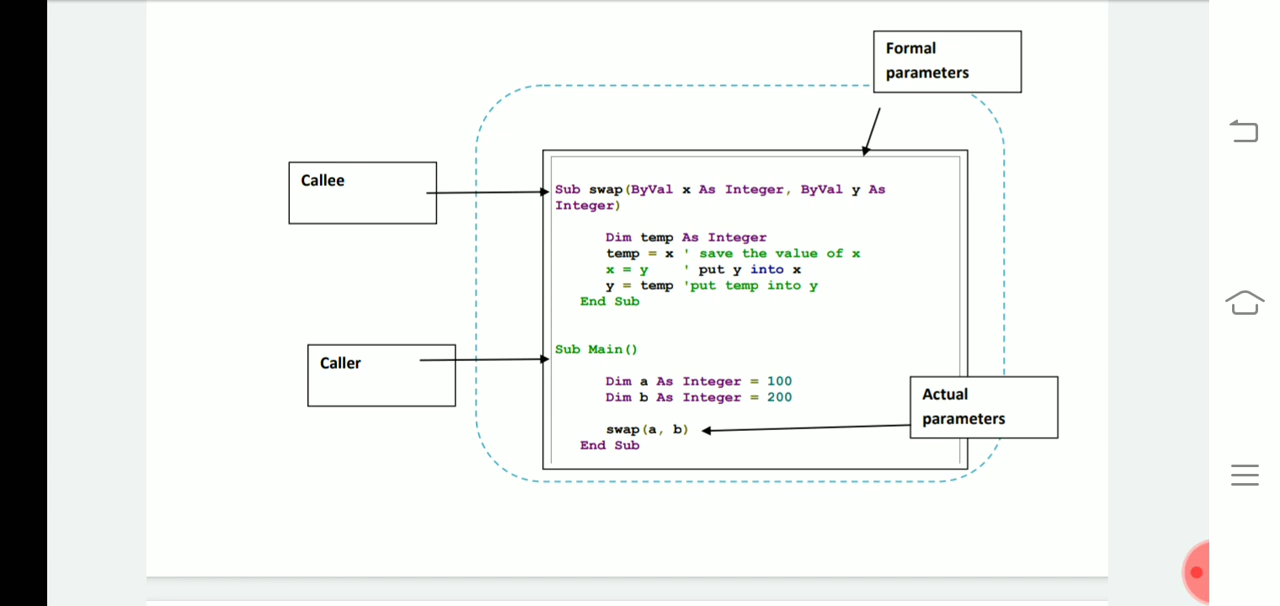 Formal
parameters
Callee
Sub swap(ByVal x As Integer, ByVal y As
Integer)
Dim temp As Integer
temp = x ' save the value of x
x = y ' put y into x
y = temp 'put temp into y
End Sub
Caller
Sub Main()
Dim a As Integer = 100
Dim b As Integer = 200
Actual
parameters
swap(a, b)
End Sub